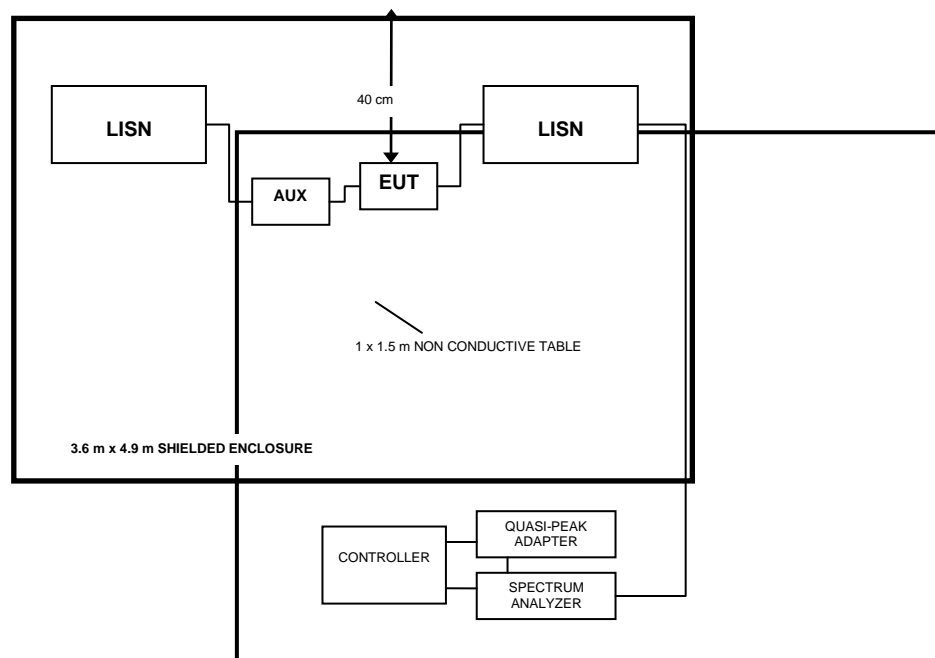 40 cm
LISN
LISN
AUX
EUT
1 x 1.5 m NON CONDUCTIVE TABLE
3.6 m x 4.9 m SHIELDED ENCLOSURE
CONTROLLER
QUASI-PEAK
ADAPTER
SPECTRUM
ANALYZER